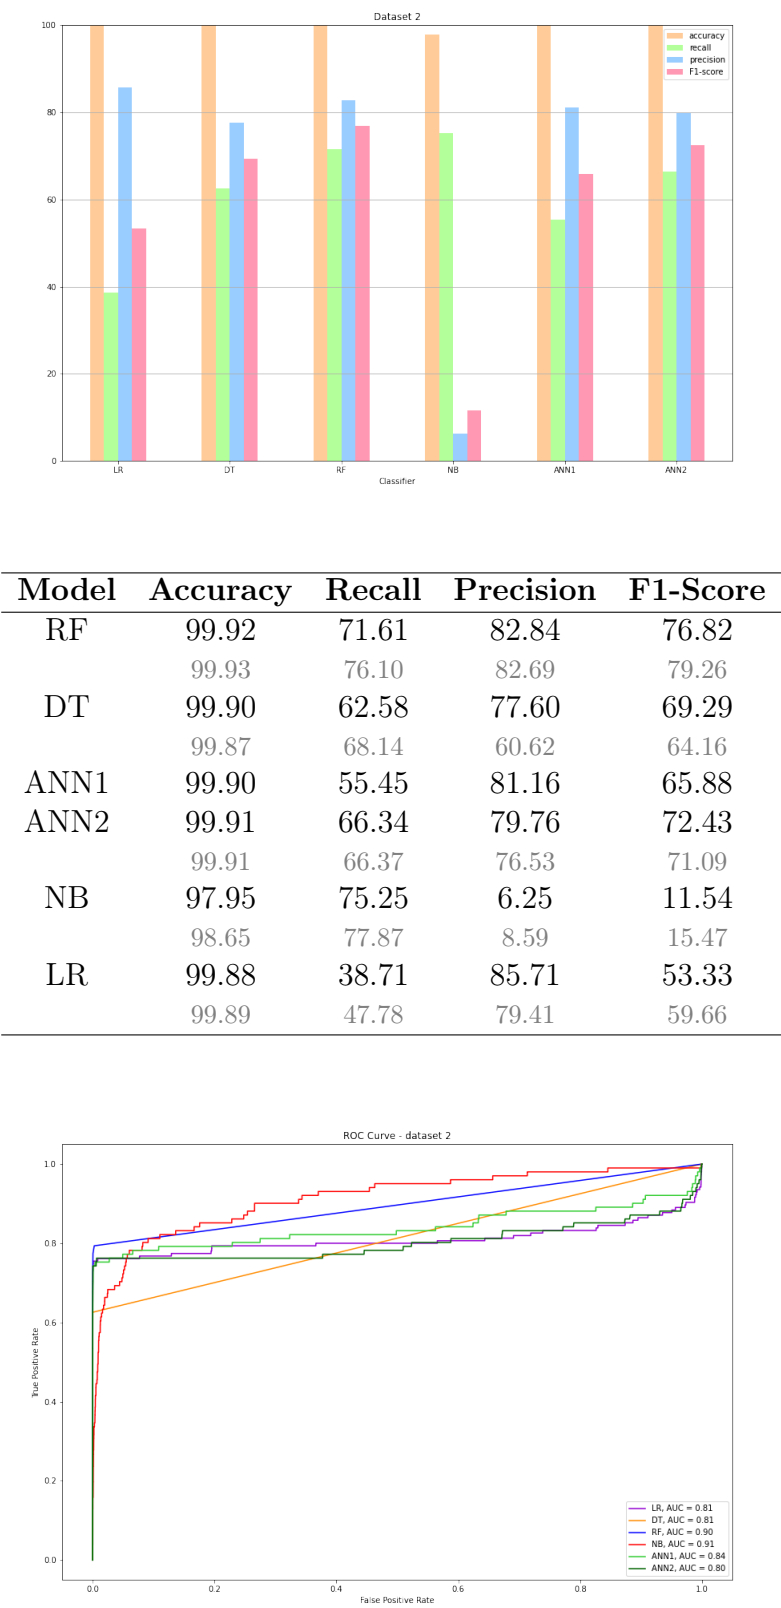 Dataset 2
accuracy
recall
precision
F1-score
100
80
60
40
20
0
LR DT RF NB ANN1 ANN2
Classifier
Model Accuracy Recall Precision F1-Score
RF 99.92 71.61 82.84 76.82
99.93 76.10 82.69 79.26
DT 99.90 62.58 77.60 69.29
99.87 68.14 60.62 64.16
ANN1 99.90 55.45 81.16 65.88
ANN2 99.91 66.34 79.76 72.43
99.91 66.37 76.53 71.09
NB 97.95 75.25 6.25 11.54
98.65 77.87 8.59 15.47
LR 99.88 38.71 85.71 53.33
99.89 47.78 79.41 59.66
ROC Curve - dataset 2
1.0
0.8
0.6
0.4
0.2
0.0
True Positive Rate
LR, AUC = 0.81
DT, AUC = 0.81
RF, AUC = 0.90
NB, AUC = 0.91
ANN1, AUC = 0.84
ANN2, AUC = 0.80
0.0 0.2 0.4 0.6 0.8 1.0
False Positive Rate